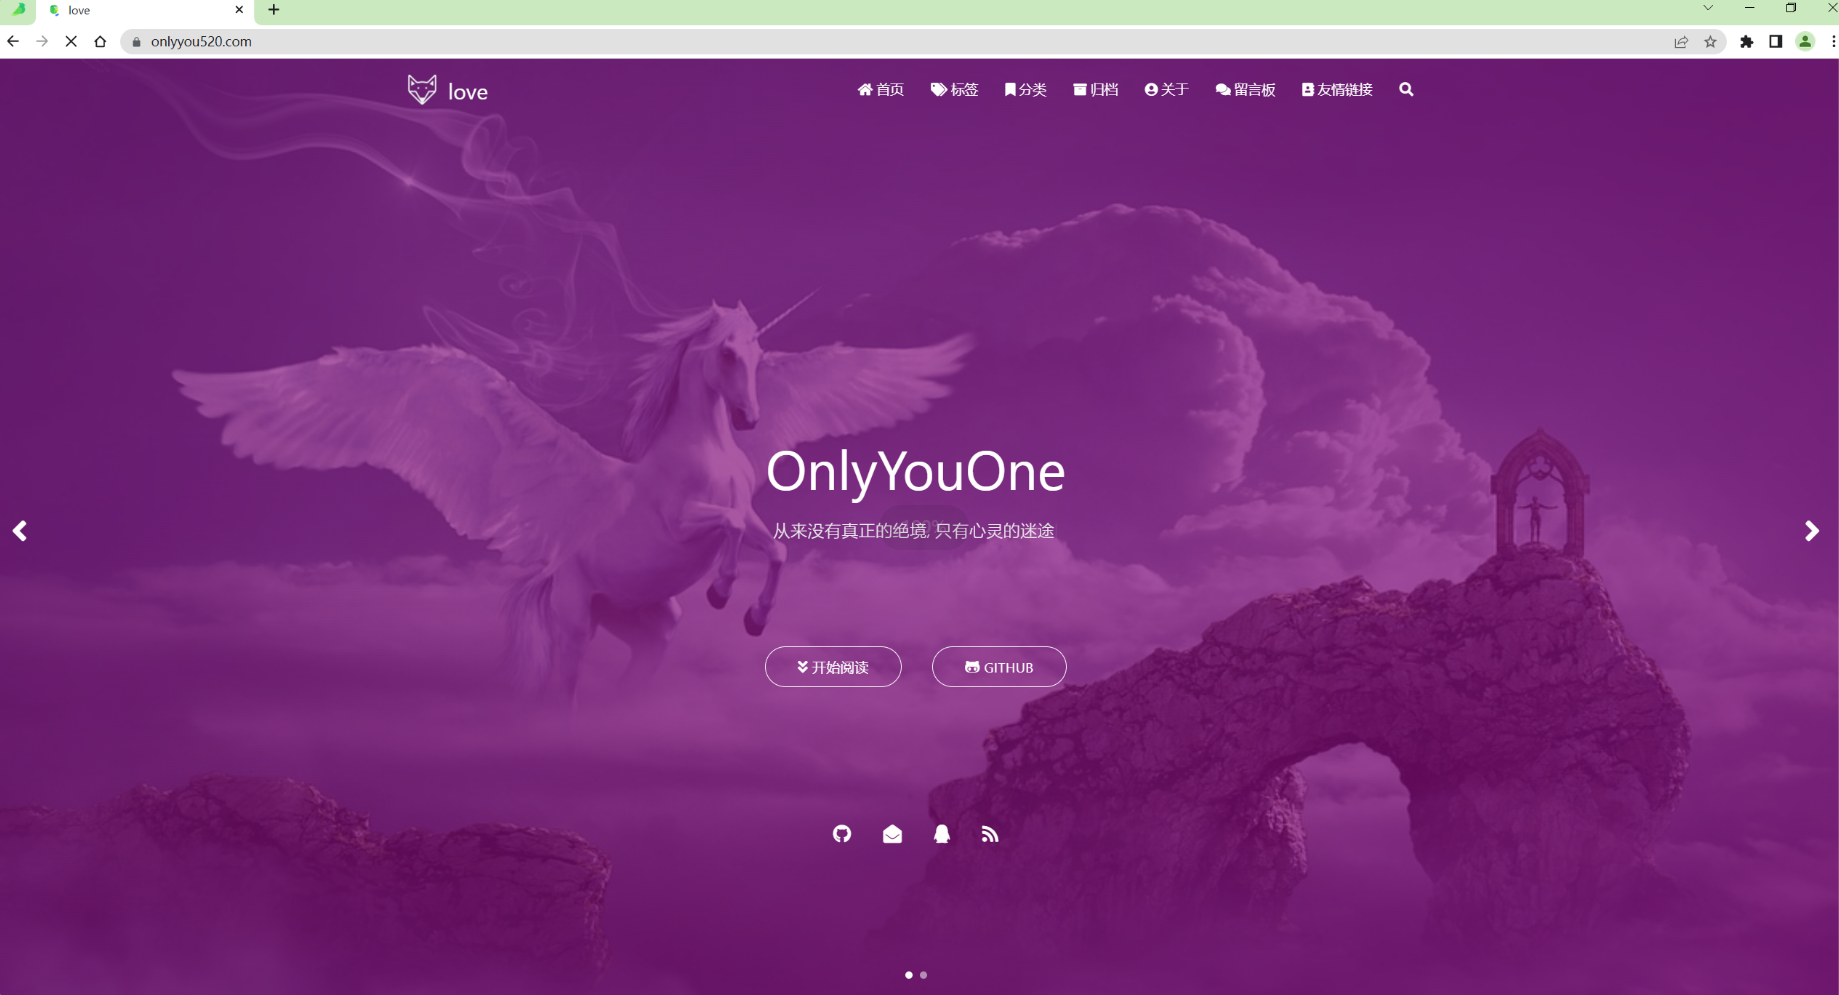 love
onlyyou520.com
love
首页 标签 分类 归档 关于 留言板 友情链接
OnlyYouOne
从来没有真正的绝境, 只有心灵的迷途
开始阅读 GITHUB